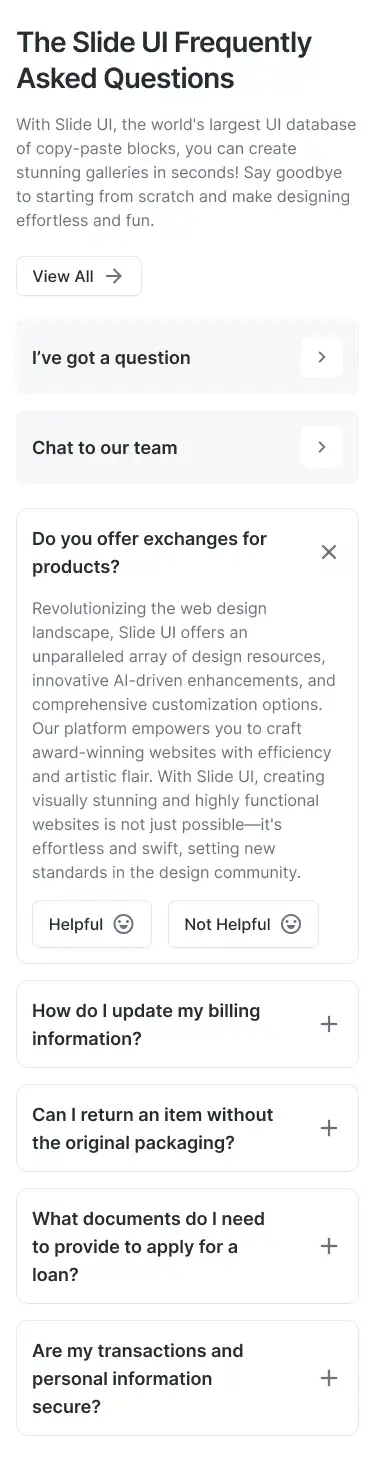 The Slide UI Frequently
Asked Questions
With Slide UI, the world's largest UI database
of copy-paste blocks, you can create
stunning galleries in seconds! Say goodbye
to starting from scratch and make designing
effortless and fun.
View All
I’ve got a question
Chat to our team
Do you offer exchanges for
products?
Revolutionizing the web design
landscape, Slide UI offers an
unparalleled array of design resources,
innovative AI-driven enhancements, and
comprehensive customization options.
Our platform empowers you to craft
award-winning websites with efficiency
and artistic flair. With Slide UI, creating
visually stunning and highly functional
websites is not just possible—it's
effortless and swift, setting new
standards in the design community.
Helpful
Not Helpful
How do I update my billing
information?
Can I return an item without
the original packaging?
What documents do I need
to provide to apply for a
loan?
Are my transactions and
personal information
secure?